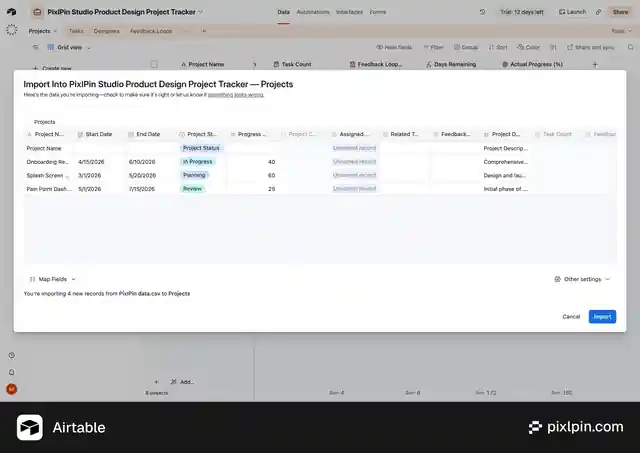 PixlPin Studio Product Design Project Tracker
Data Automations Interfaces Forms
Trial: 12 days left Launch Share
Projects Tasks Designers Feedback Loops
Tools
Grid view Hide fields Filter Group Sort Color Share and sync
Project Name Task Count Feedback Loop... Days Remaining Actual Progress (%)
Create new...
Import Into PixlPin Studio Product Design Project Tracker — Projects
Here's the data you're importing—check to make sure it's right or let us know if something looks wrong.
Projects
Project N... Start Date End Date Project St... Progress ... Project C... Assigned... Related T... Feedback... Project D... Task Count Feedbac
Project Name Project Status Unnamed record Project Descrip...
Onboarding Re... 4/15/2026 6/10/2026 In Progress 40 Unnamed record Comprehensive...
Splash Screen ... 3/1/2026 5/20/2026 Planning 60 Unnamed record Design and lau...
Pain Point Dash... 5/1/2026 7/15/2026 Review 25 Unnamed record Initial phase of ...
Map Fields Other settings
You're importing 4 new records from PixlPin data.csv to Projects
Cancel Import
Add...
projects
Airtable pixlpin.com